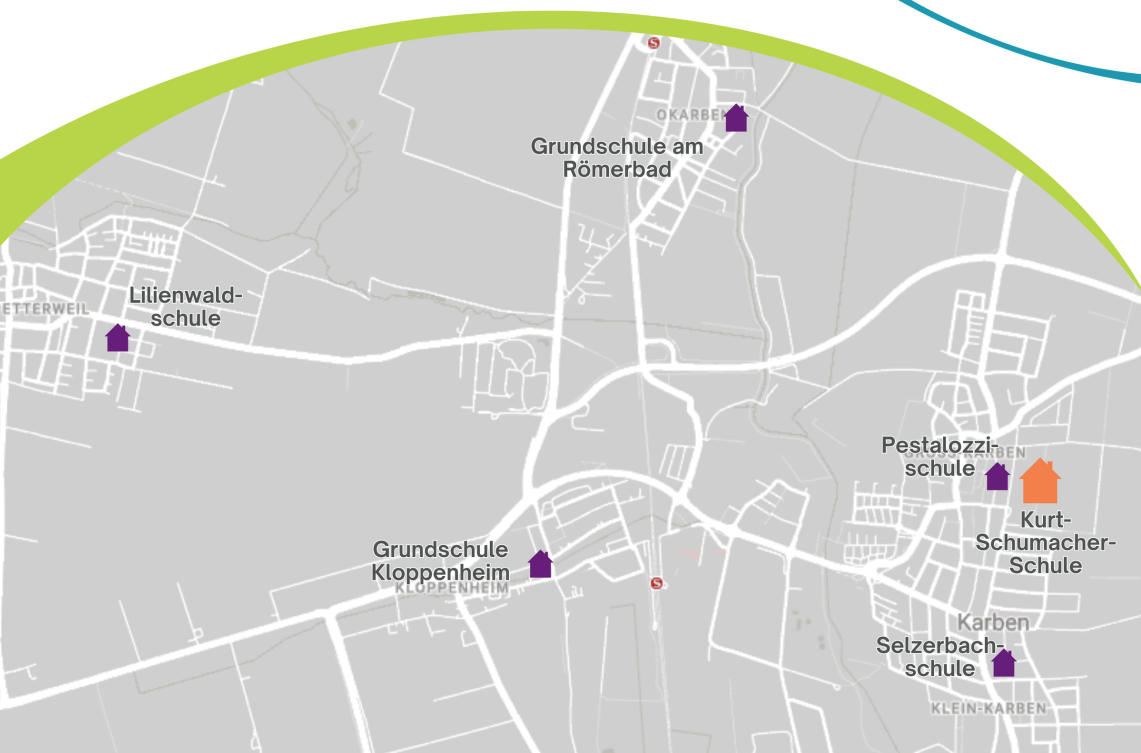 S
OKARBEN
Grundschule am
Römerbad
Lilienwald-
schule
ETTERWEIL
Pestalozzi-
schule
GROSS-KARBEN
Kurt-
Schumacher-
Schule
Grundschule
Kloppenheim
KLOPPENHEIM
S
Karben
Selzerbach-
schule
KLEIN-KARBEN